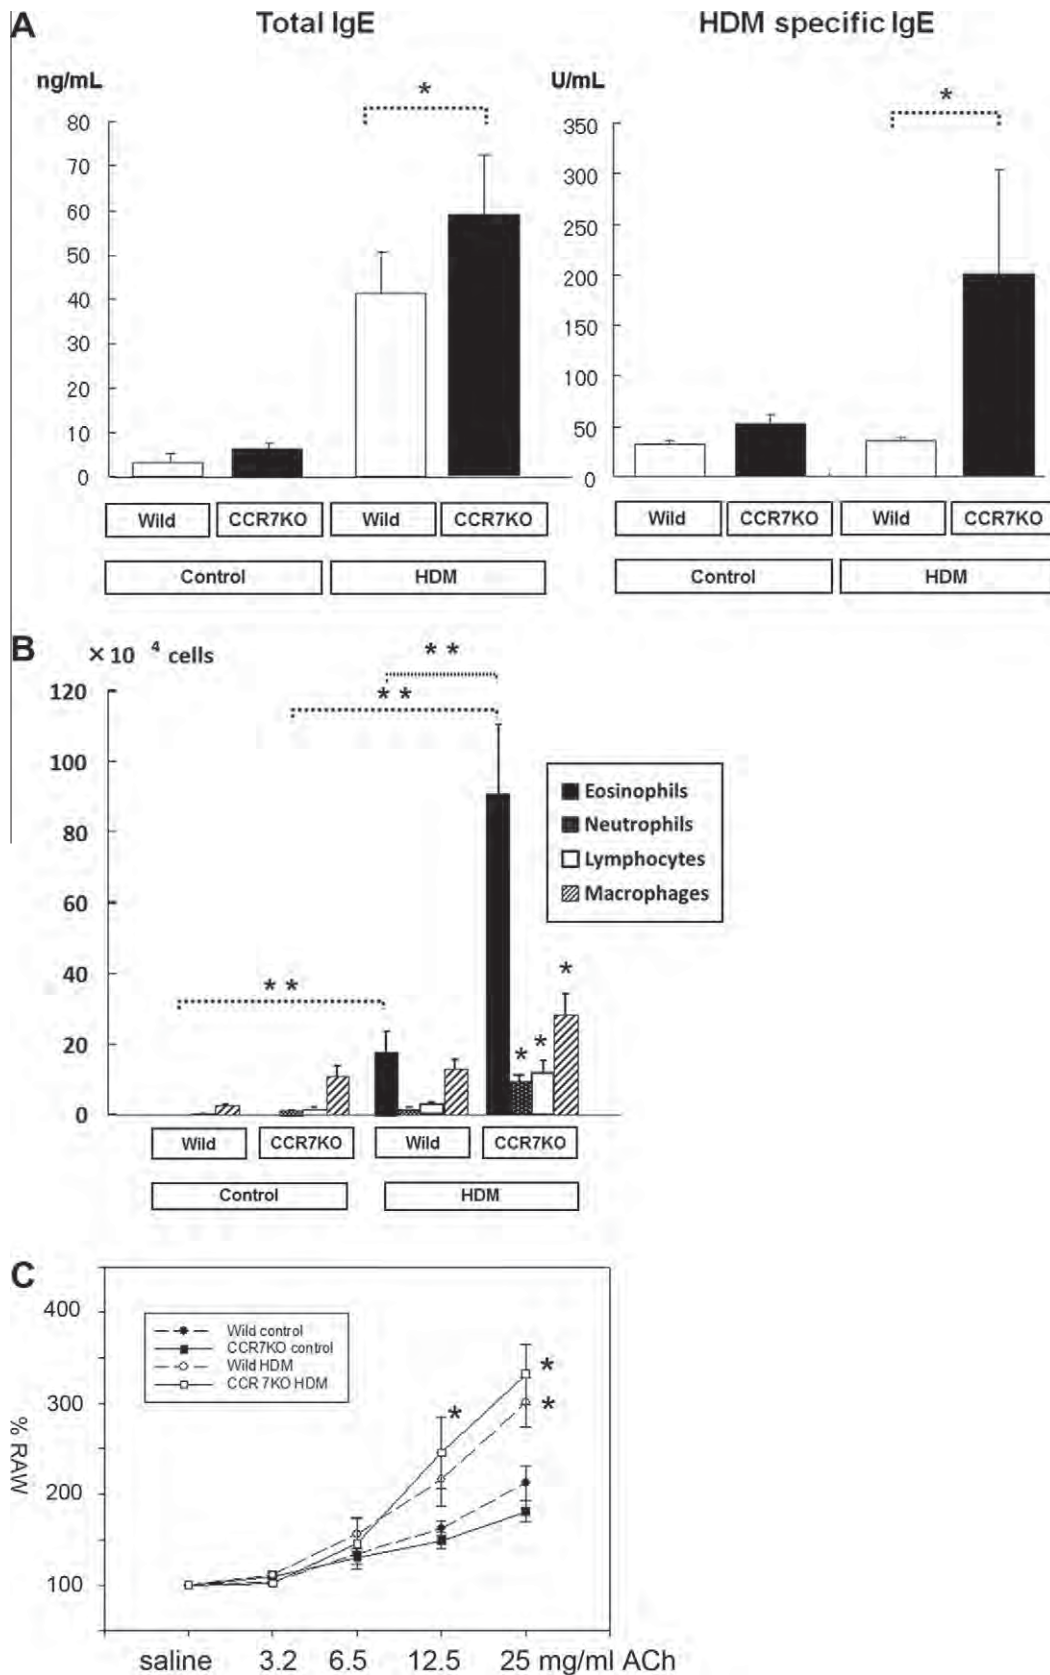 A
Total IgE
HDM specific IgE
ng/mL
U/mL
*
*
80
70
60
50
40
30
20
10
0
350
300
250
200
150
100
50
0
Wild
CCR7KO
Wild
CCR7KO
Control
HDM
Wild
CCR7KO
Wild
CCR7KO
Control
HDM
B
×10 4 cells
* *
* *
* *
*
*
*
120
100
80
60
40
20
0
Eosinophils
Neutrophils
Lymphocytes
Macrophages
Wild
CCR7KO
Wild
CCR7KO
Control
HDM
C
400
300
200
100
% RAW
Wild control
CCR7KO control
Wild HDM
CCR 7KO HDM
*
*
*
saline 3.2 6.5 12.5 25 mg/ml ACh